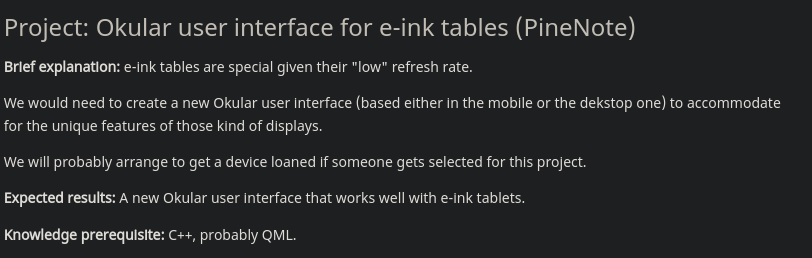 Project: Okular user interface for e-ink tables (PineNote)
Brief explanation: e-ink tables are special given their "low" refresh rate.
We would need to create a new Okular user interface (based either in the mobile or the dekstop one) to accommodate
for the unique features of those kind of displays.
We will probably arrange to get a device loaned if someone gets selected for this project.
Expected results: A new Okular user interface that works well with e-ink tablets.
Knowledge prerequisite: C++, probably QML.